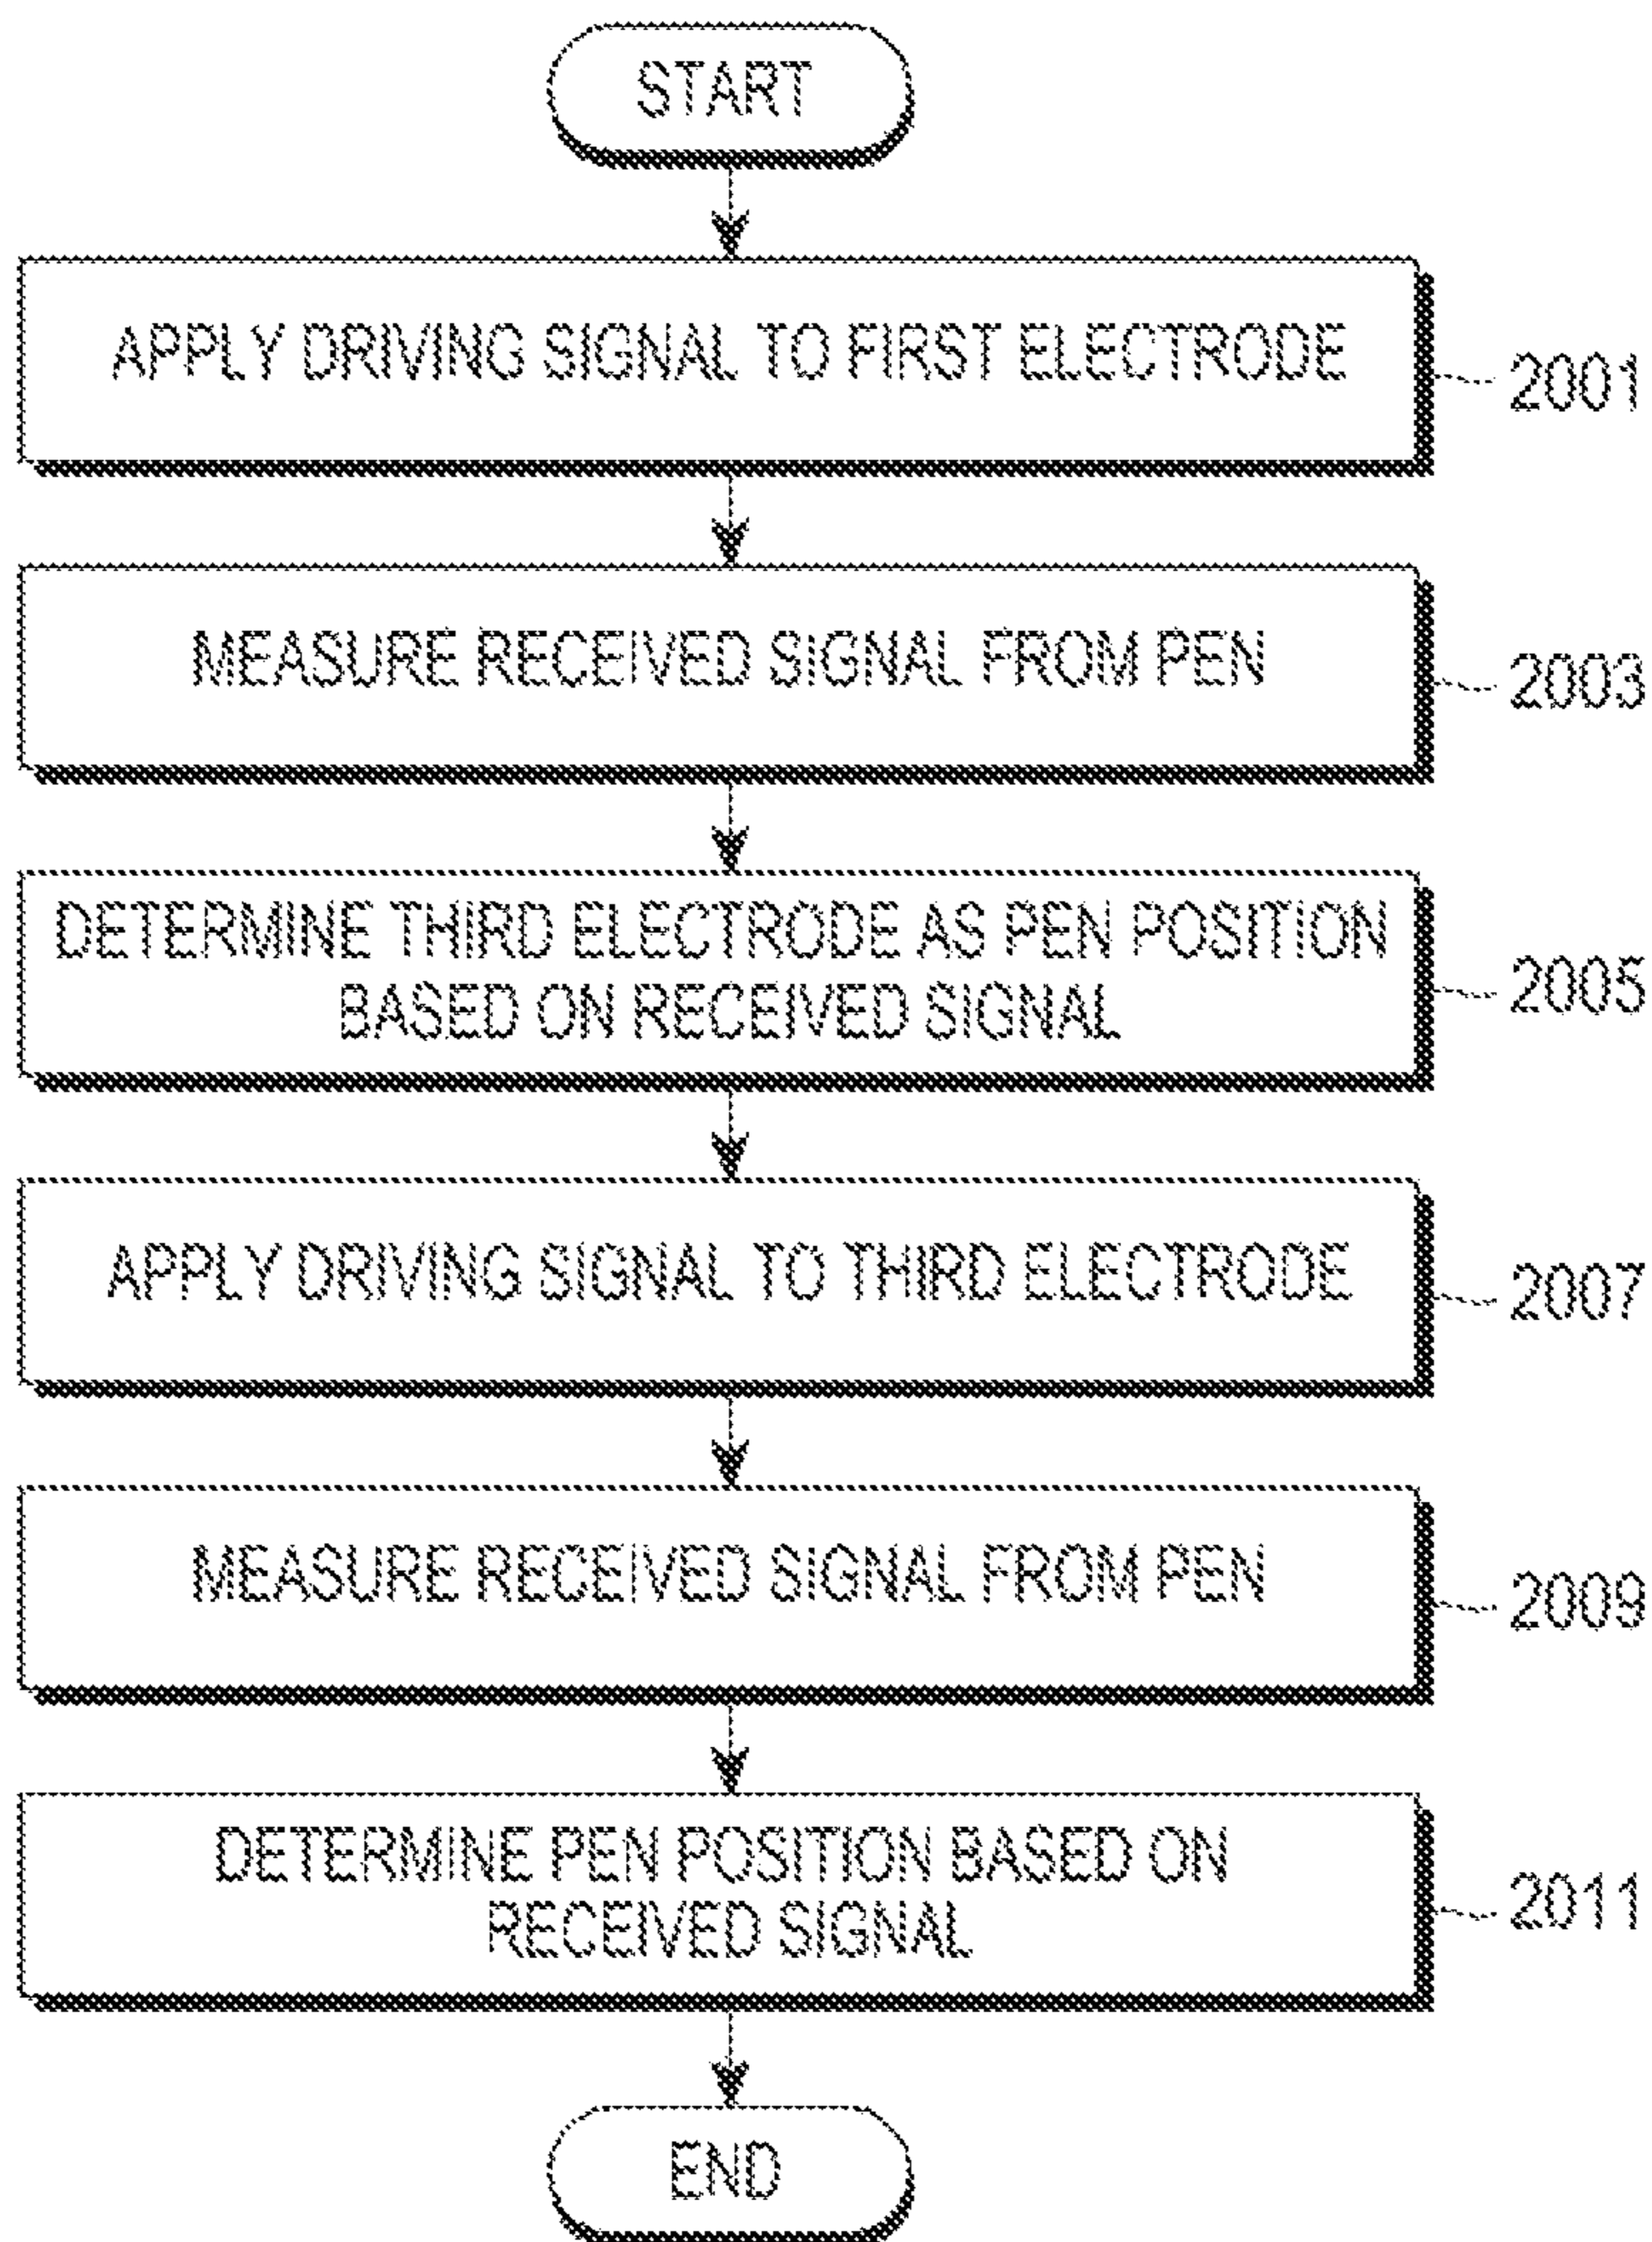 START
APPLY DRIVING SIGNAL TO FIRST ELECTRODE
2001
MEASURE RECEIVED SIGNAL FROM PEN
2003
DETERMINE THIRD ELECTRODE AS PEN POSITION
BASED ON RECEIVED SIGNAL
2005
APPLY DRIVING SIGNAL TO THIRD ELECTRODE
2007
MEASURE RECEIVED SIGNAL FROM PEN
2009
DETERMINE PEN POSITION BASED ON
RECEIVED SIGNAL
2011
END